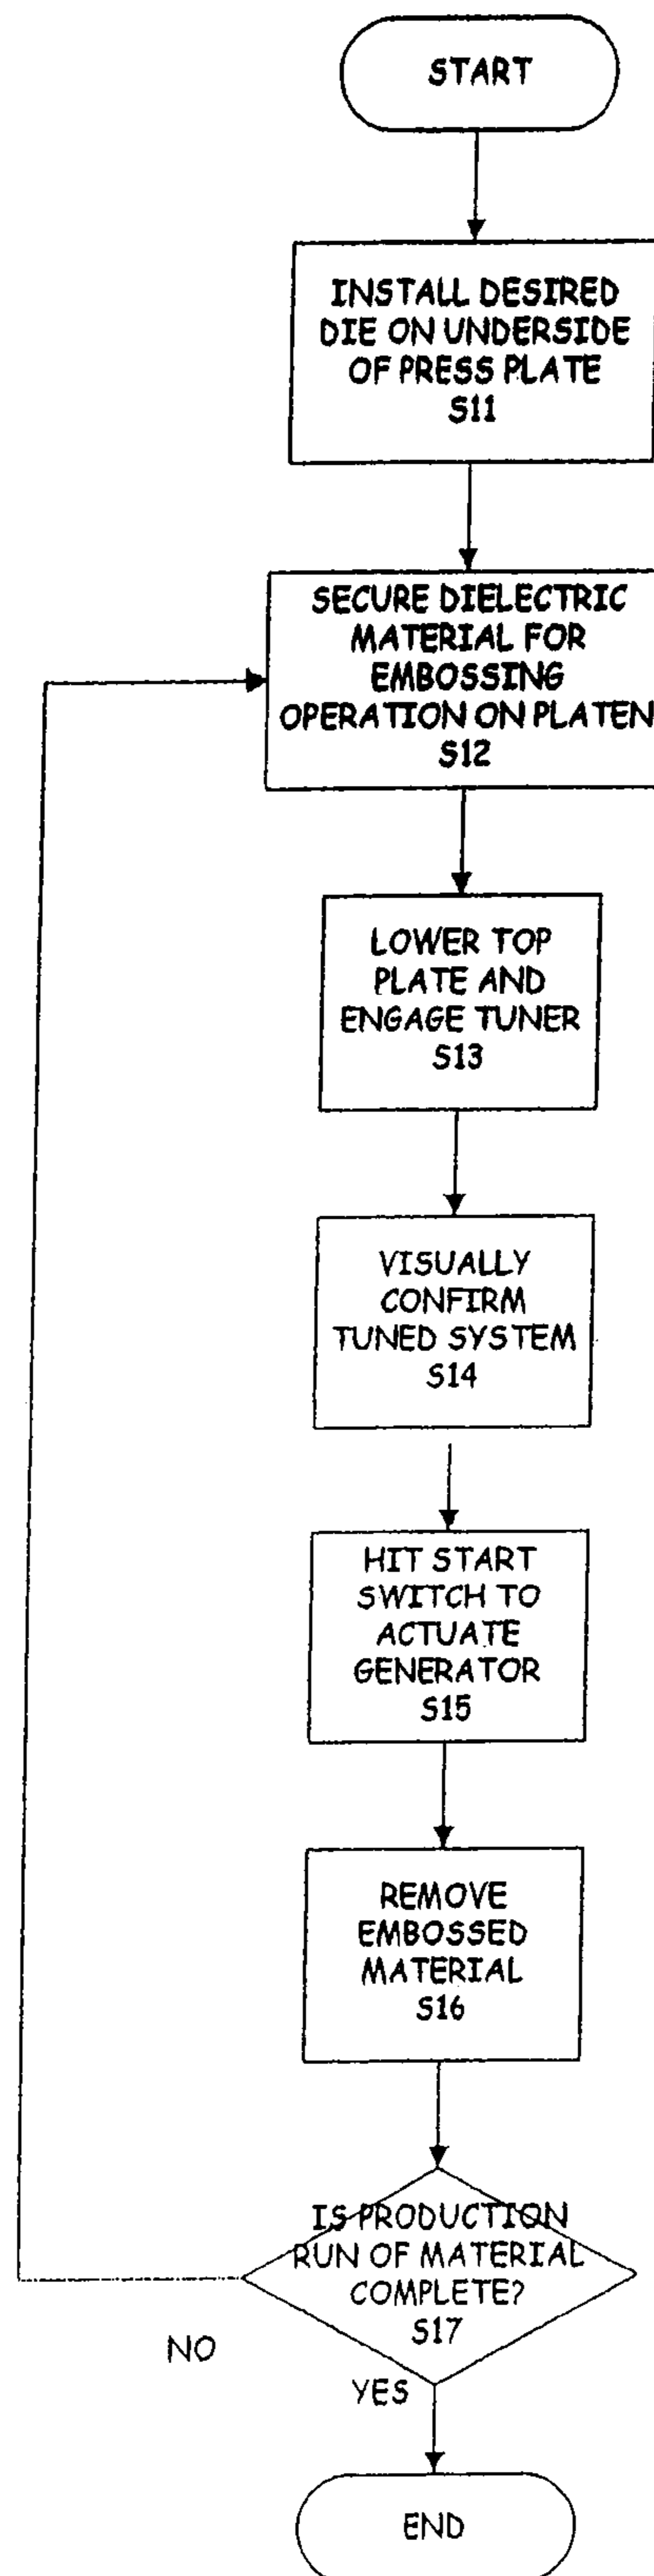 START
INSTALL DESIRED
DIE ON UNDERSIDE
OF PRESS PLATE
S11
SECURE DIELECTRIC
MATERIAL FOR
EMBOSSING
OPERATION ON PLATEN
S12
LOWER TOP
PLATE AND
ENGAGE TUNER
S13
VISUALLY
CONFIRM
TUNED SYSTEM
S14
HIT START
SWITCH TO
ACTUATE
GENERATOR
S15
REMOVE
EMBOSSED
MATERIAL
S16
IS PRODUCTION
RUN OF MATERIAL
COMPLETE?
S17
NO
YES
END